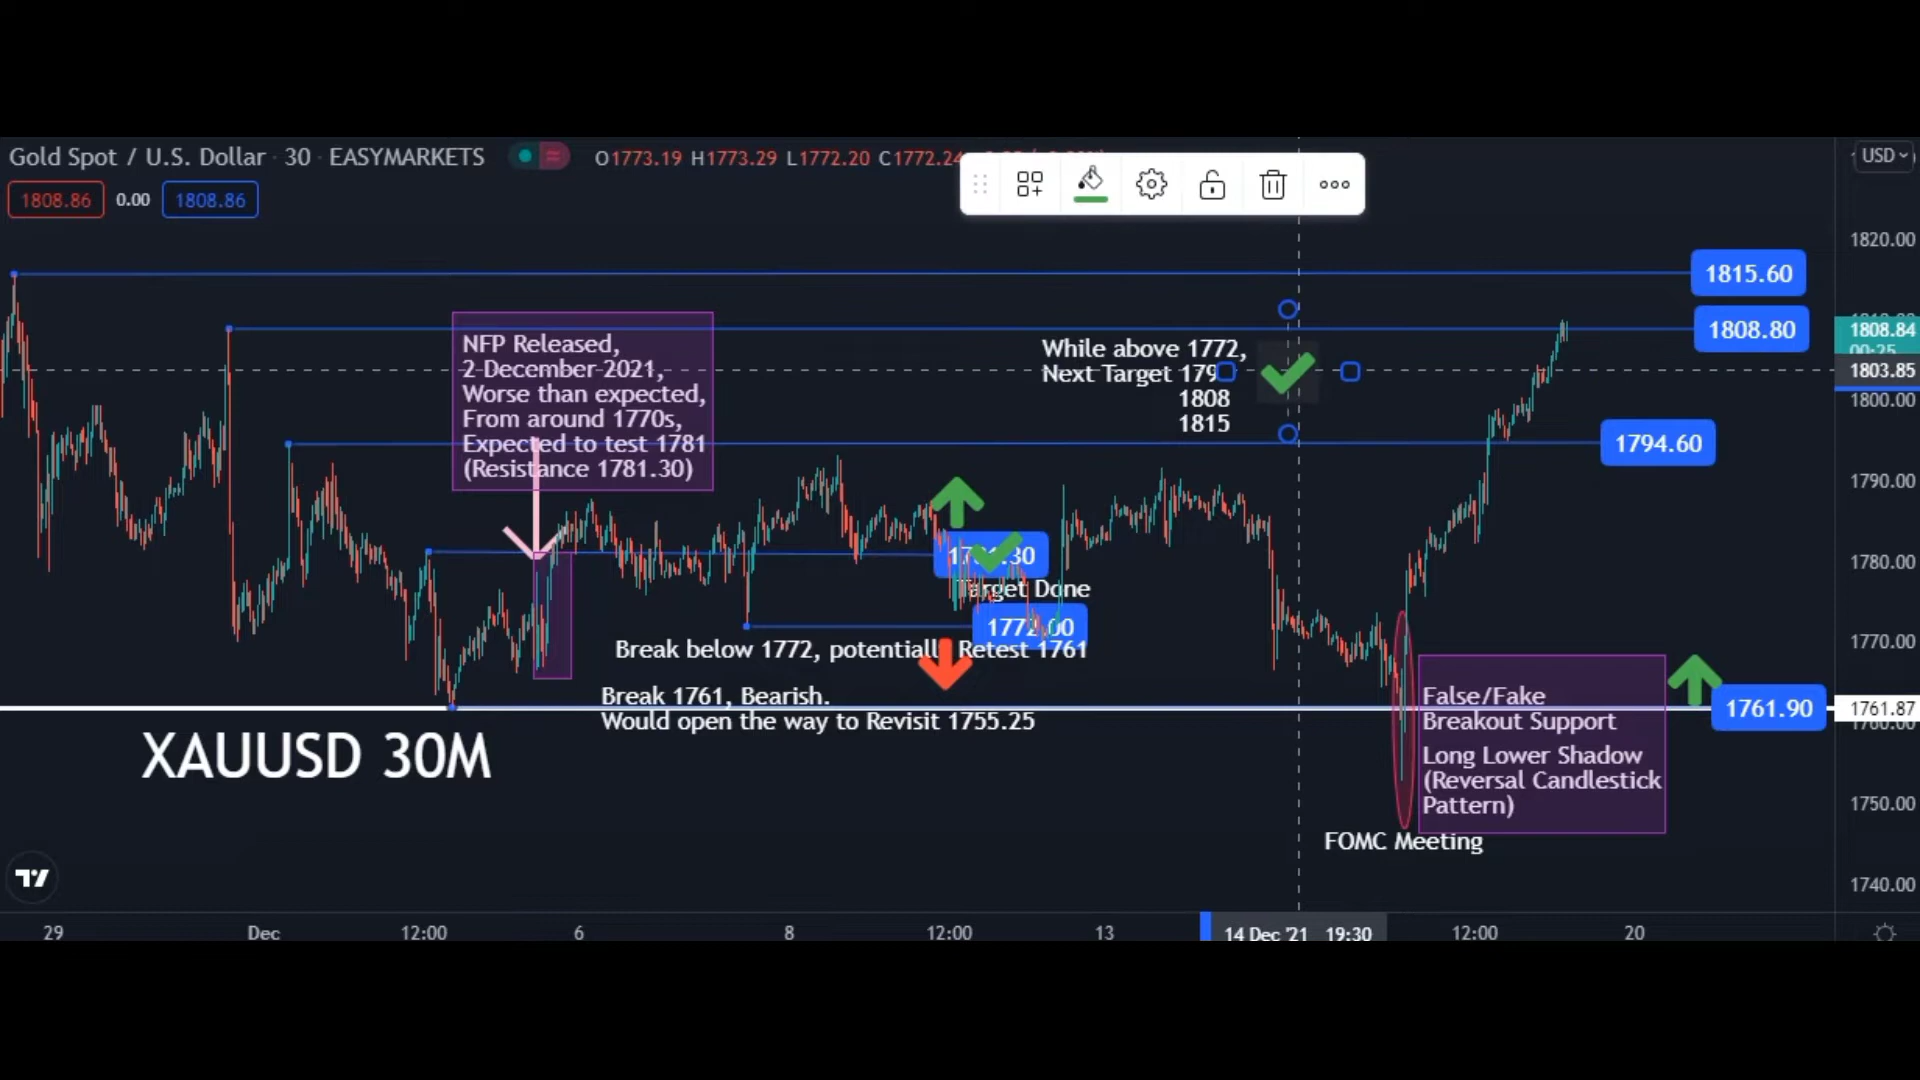 Gold Spot / U.S. Dollar · 30 · EASYMARKETS
O1773.19 H1773.29 L1772.20 C1772.24
USD
1808.86 0.00 1808.86
1820.00
1815.60
1808.80
1808.84
00:25
1803.85
1800.00
NFP Released,
2 December 2021,
Worse than expected,
From around 1770s,
Expected to test 1781
(Resistance 1781.30)
While above 1772,
Next Target 179
1808
1815
1794.60
1790.00
1780.00
Target Done
1772.00
Break below 1772, potentially Retest 1761
1770.00
Break 1761, Bearish.
Would open the way to Revisit 1755.25
False/Fake
Breakout Support
Long Lower Shadow
(Reversal Candlestick
Pattern)
1761.90
1761.87
1760.00
XAUUSD 30M
1750.00
FOMC Meeting
1740.00
29 Dec 12:00 6 8 12:00 13 14 Dec '21 19:30 12:00 20